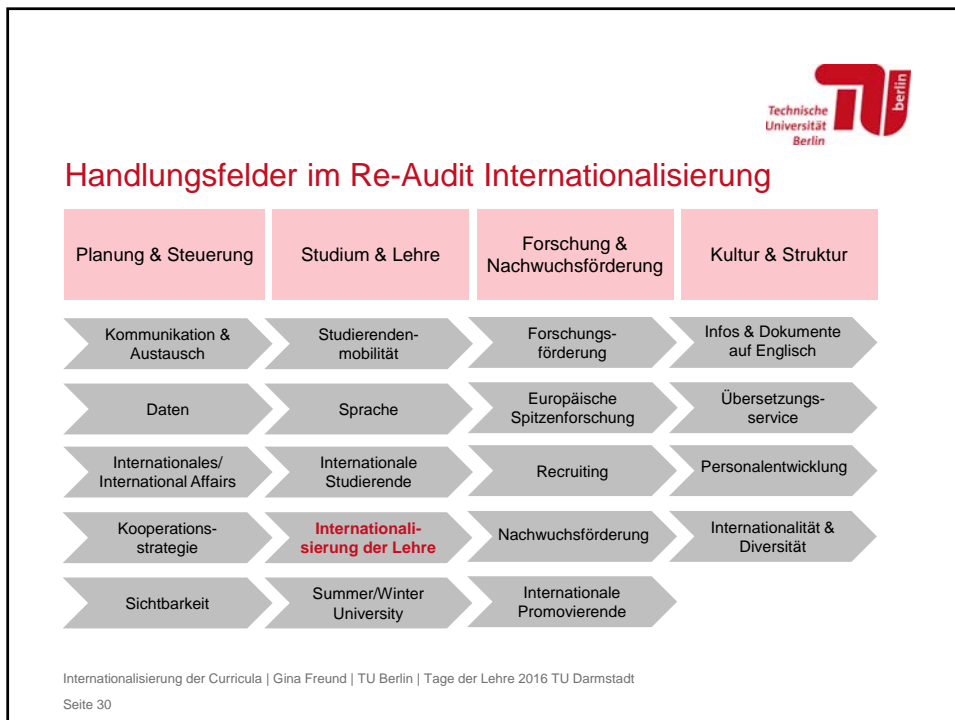 Technische
Universität
Berlin
berlin
Handlungsfelder im Re-Audit Internationalisierung
Planung & Steuerung
Studium & Lehre
Forschung &
Nachwuchsförderung
Kultur & Struktur
Kommunikation &
Austausch
Studierenden-
mobilität
Forschungs-
förderung
Infos & Dokumente
auf Englisch
Daten
Sprache
Europäische
Spitzenforschung
Übersetzungs-
service
Internationales/
International Affairs
Internationale
Studierende
Recruiting
Personalentwicklung
Kooperations-
strategie
Internationali-
sierung der Lehre
Nachwuchsförderung
Internationalität &
Diversität
Sichtbarkeit
Summer/Winter
University
Internationale
Promovierende
Internationalisierung der Curricula | Gina Freund | TU Berlin | Tage der Lehre 2016 TU Darmstadt
Seite 30